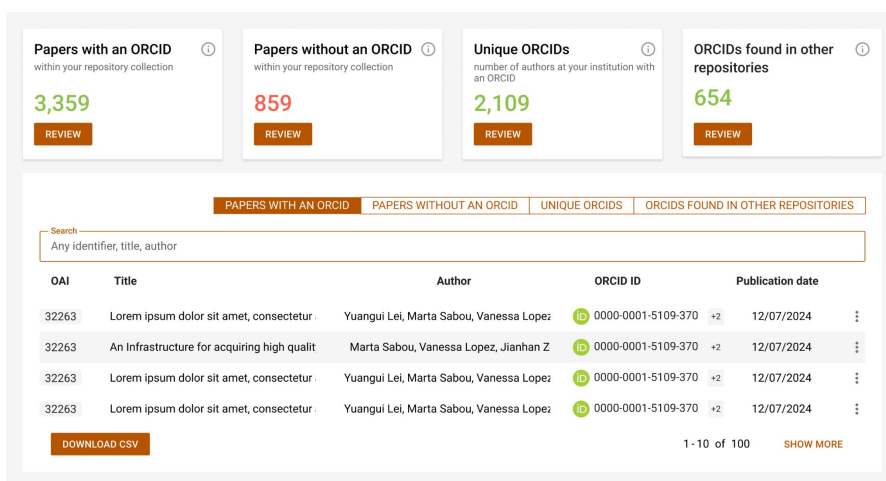 Papers with an ORCID
within your repository collection
3,359
REVIEW
Papers without an ORCID
within your repository collection
859
REVIEW
Unique ORCIDs
number of authors at your institution with
an ORCID
2,109
REVIEW
ORCIDs found in other
repositories
654
REVIEW
PAPERS WITH AN ORCID PAPERS WITHOUT AN ORCID UNIQUE ORCIDS ORCIDS FOUND IN OTHER REPOSITORIES
Search
Any identifier, title, author
OAI Title Author ORCID ID Publication date
32263 Lorem ipsum dolor sit amet, consectetur Yuangui Lei, Marta Sabou, Vanessa Lopez iD 0000-0001-5109-370 +2 12/07/2024
32263 An Infrastructure for acquiring high qualit Marta Sabou, Vanessa Lopez, Jianhan Z iD 0000-0001-5109-370 +2 12/07/2024
32263 Lorem ipsum dolor sit amet, consectetur Yuangui Lei, Marta Sabou, Vanessa Lopez iD 0000-0001-5109-370 +2 12/07/2024
32263 Lorem ipsum dolor sit amet, consectetur Yuangui Lei, Marta Sabou, Vanessa Lopez iD 0000-0001-5109-370 +2 12/07/2024
DOWNLOAD CSV 1-10 of 100 SHOW MORE